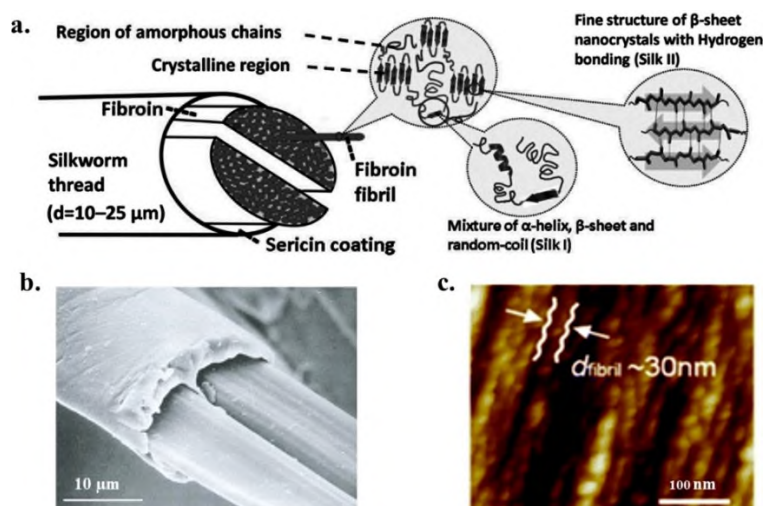 a.
Region of amorphous chains
Crystalline region
Fibroin
Silkworm
thread
(d=10–25 μm)
Sericin coating
Fibroin
fibril
Mixture of α-helix, β-sheet and
random-coil (Silk I)
Fine structure of β-sheet
nanocrystals with Hydrogen
bonding (Silk II)
b.
10 μm
c.
dfibril ~30nm
100 nm